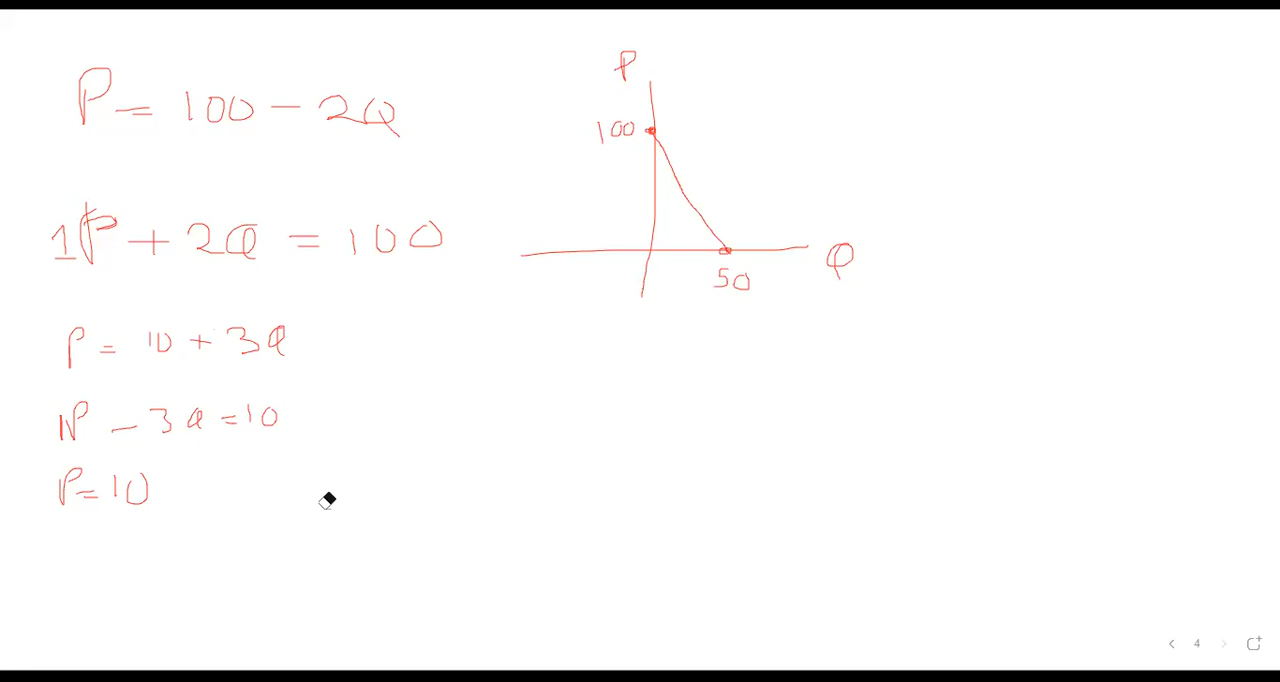 P = 100 - 2Q
1P + 2Q = 100
P = 10 + 3Q
1P - 3Q = 10
P = 10
P
100
50
Q
4